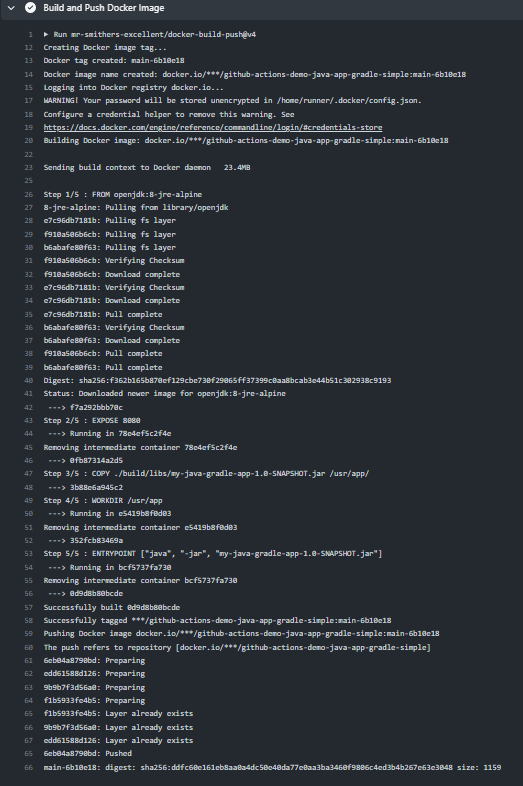 Build and Push Docker Image
1 ▶ Run mr-smithers-excellent/docker-build-push@v4
12 Creating Docker image tag...
13 Docker tag created: main-6b10e18
14 Docker image name created: docker.io/***/github-actions-demo-java-app-gradle-simple:main-6b10e18
15 Logging into Docker registry docker.io...
17 WARNING! Your password will be stored unencrypted in /home/runner/.docker/config.json.
18 Configure a credential helper to remove this warning. See
19 https://docs.docker.com/engine/reference/commandline/login/#credentials-store
20 Building Docker image: docker.io/***/github-actions-demo-java-app-gradle-simple:main-6b10e18
22
23 Sending build context to Docker daemon 23.4MB
25
26 Step 1/5 : FROM openjdk:8-jre-alpine
27 8-jre-alpine: Pulling from library/openjdk
28 e7c96db7181b: Pulling fs layer
29 f910a506b6cb: Pulling fs layer
30 b6abafe80f63: Pulling fs layer
31 f910a506b6cb: Verifying Checksum
32 f910a506b6cb: Download complete
33 e7c96db7181b: Verifying Checksum
34 e7c96db7181b: Download complete
35 e7c96db7181b: Pull complete
36 b6abafe80f63: Verifying Checksum
37 b6abafe80f63: Download complete
38 f910a506b6cb: Pull complete
39 b6abafe80f63: Pull complete
40 Digest: sha256:f362b165b870ef129cbe730f29065ff37399c0aa8bcab3e44b51c302938c9193
41 Status: Downloaded newer image for openjdk:8-jre-alpine
42 ---> f7a292bbb70c
43 Step 2/5 : EXPOSE 8080
44 ---> Running in 78e4ef5c2f4e
45 Removing intermediate container 78e4ef5c2f4e
46 ---> 0fb87314a2d5
47 Step 3/5 : COPY ./build/libs/my-java-gradle-app-1.0-SNAPSHOT.jar /usr/app/
48 ---> 3b88e6a945c2
49 Step 4/5 : WORKDIR /usr/app
50 ---> Running in e5419b8f0d03
51 Removing intermediate container e5419b8f0d03
52 ---> 352fcb83469a
53 Step 5/5 : ENTRYPOINT ["java", "-jar", "my-java-gradle-app-1.0-SNAPSHOT.jar"]
54 ---> Running in bcf5737fa730
55 Removing intermediate container bcf5737fa730
56 ---> 0d9d8b80bcde
57 Successfully built 0d9d8b80bcde
58 Successfully tagged ***/github-actions-demo-java-app-gradle-simple:main-6b10e18
59 Pushing Docker image docker.io/***/github-actions-demo-java-app-gradle-simple:main-6b10e18
60 The push refers to repository [docker.io/***/github-actions-demo-java-app-gradle-simple]
61 6eb04a8790bd: Preparing
62 edd61588d126: Preparing
63 9b9b7f3d56a0: Preparing
64 f1b5933fe4b5: Preparing
65 f1b5933fe4b5: Layer already exists
66 9b9b7f3d56a0: Layer already exists
67 edd61588d126: Layer already exists
65 6eb04a8790bd: Pushed
66 main-6b10e18: digest: sha256:ddfc60e161eb8aa0a4dc50e40da77e0aa3ba3460f9806c4ed3b4b267e63e3048 size: 1159